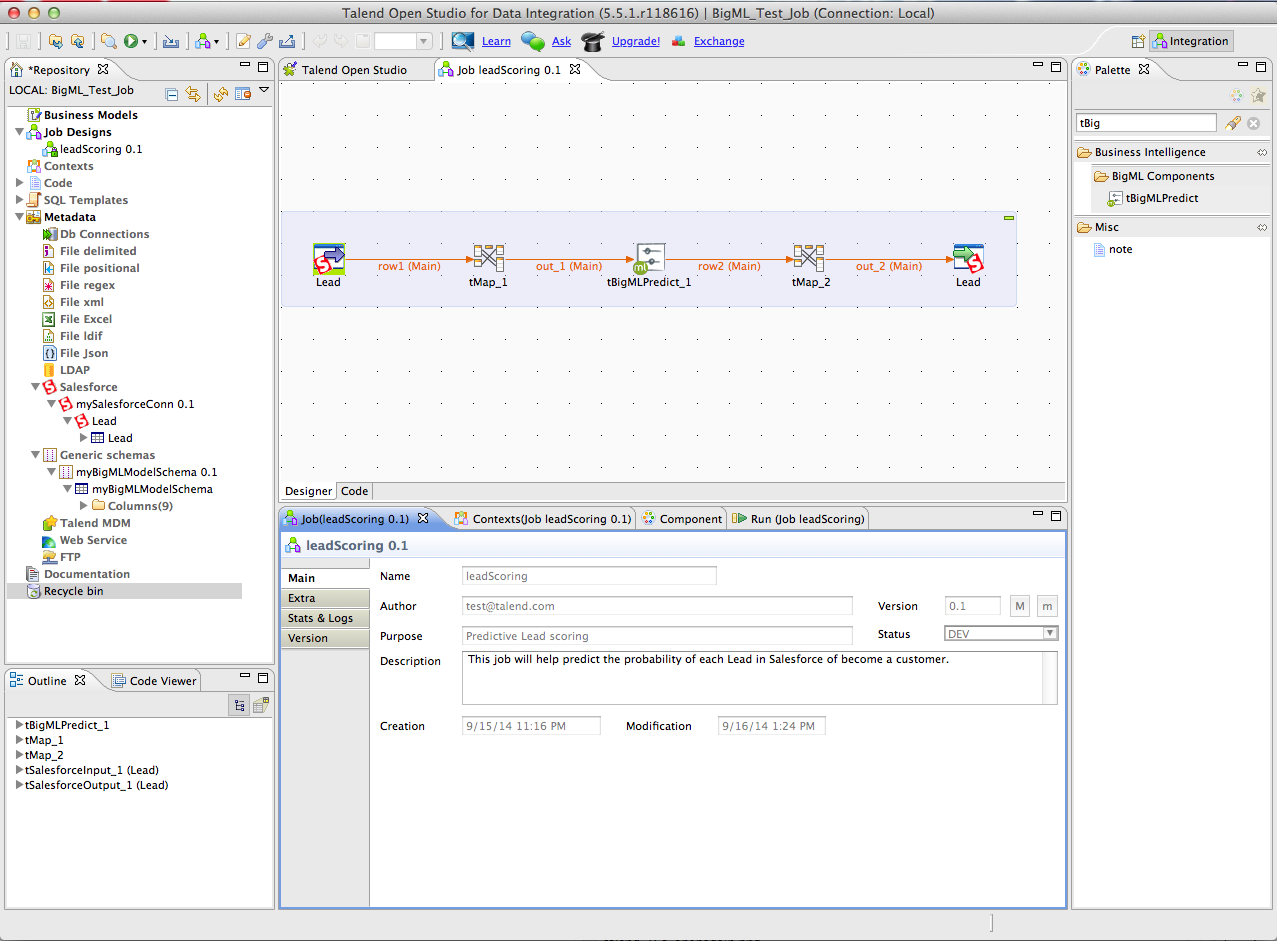 Talend Open Studio for Data Integration (5.5.1.r118616) | BigML_Test_Job (Connection: Local)
Learn Ask Upgrade! Exchange Integration
*Repository
LOCAL: BigML_Test_Job
Business Models
Job Designs
leadScoring 0.1
Contexts
Code
SQL Templates
Metadata
Db Connections
File delimited
File positional
File regex
File xml
File Excel
File ldif
File Json
LDAP
Salesforce
mySalesforceConn 0.1
Lead
Lead
Generic schemas
myBigMLModelSchema 0.1
myBigMLModelSchema
Columns(9)
Talend MDM
Web Service
FTP
Documentation
Recycle bin
Outline Code Viewer
tBigMLPredict_1
tMap_1
tMap_2
tSalesforceInput_1 (Lead)
tSalesforceOutput_1 (Lead)
Talend Open Studio Job leadScoring 0.1
row1 (Main) out_1 (Main) row2 (Main) out_2 (Main)
Lead tMap_1 tBigMLPredict_1 tMap_2 Lead
Designer Code
Job(leadScoring 0.1) Contexts(Job leadScoring 0.1) Component Run (Job leadScoring)
leadScoring 0.1
Main
Extra
Stats & Logs
Version
Name leadScoring
Author test@talend.com Version 0.1 M m
Purpose Predictive Lead scoring Status DEV
Description This job will help predict the probability of each Lead in Salesforce of become a customer.
Creation 9/15/14 11:16 PM Modification 9/16/14 1:24 PM
Palette
tBig
Business Intelligence
BigML Components
tBigMLPredict
Misc
note